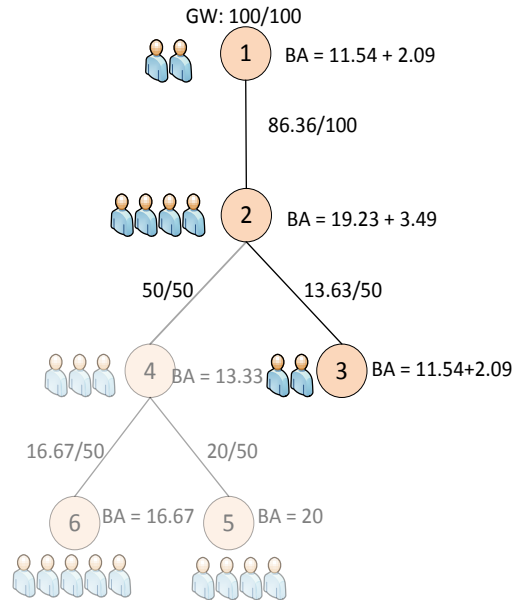 GW: 100/100
1
BA = 11.54 + 2.09
86.36/100
2
BA = 19.23 + 3.49
50/50
13.63/50
4
BA = 13.33
3
BA = 11.54+2.09
16.67/50
20/50
6
BA = 16.67
5
BA = 20